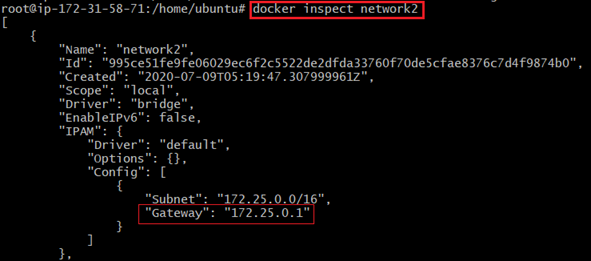 root@ip-172-31-58-71:/home/ubuntu# docker inspect network2
[
    {
        "Name": "network2",
        "Id": "995ce51fe9fe06029ec6f2c5522de2dfda33760f70de5cfae8376c7d4f9874b0",
        "Created": "2020-07-09T05:19:47.307999961Z",
        "Scope": "local",
        "Driver": "bridge",
        "EnableIPv6": false,
        "IPAM": {
            "Driver": "default",
            "Options": {},
            "Config": [
                {
                    "Subnet": "172.25.0.0/16",
                    "Gateway": "172.25.0.1"
                }
            ]
        },